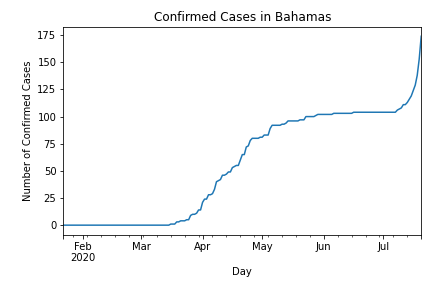 Confirmed Cases in Bahamas
Number of Confirmed Cases
175
150
125
100
75
50
25
0
Feb Mar Apr May Jun Jul
2020
Day